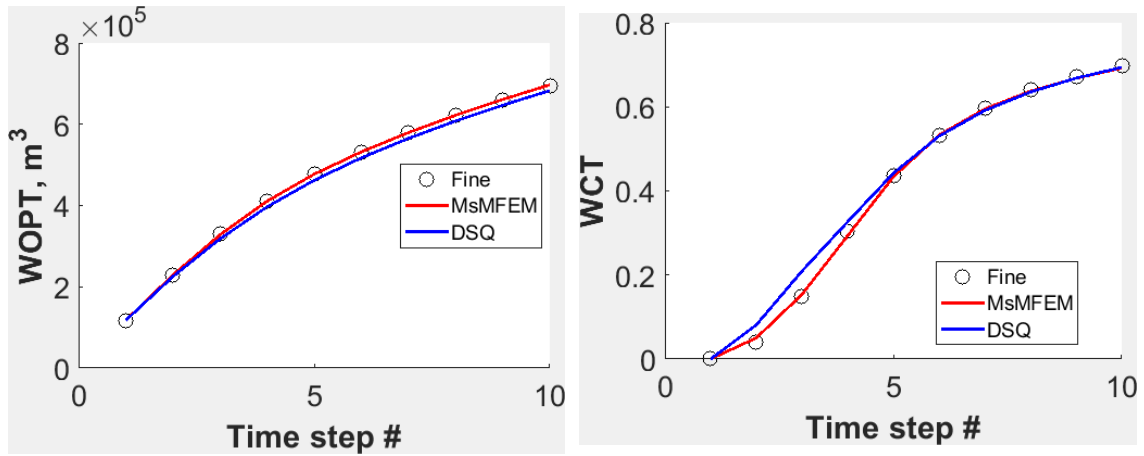 ×10^5
8
6
4
2
0
0
5
10
WOPT, m^3
Time step #
Fine
MsMFEM
DSQ
0.8
0.6
0.4
0.2
0
0
5
10
WCT
Time step #
Fine
MsMFEM
DSQ